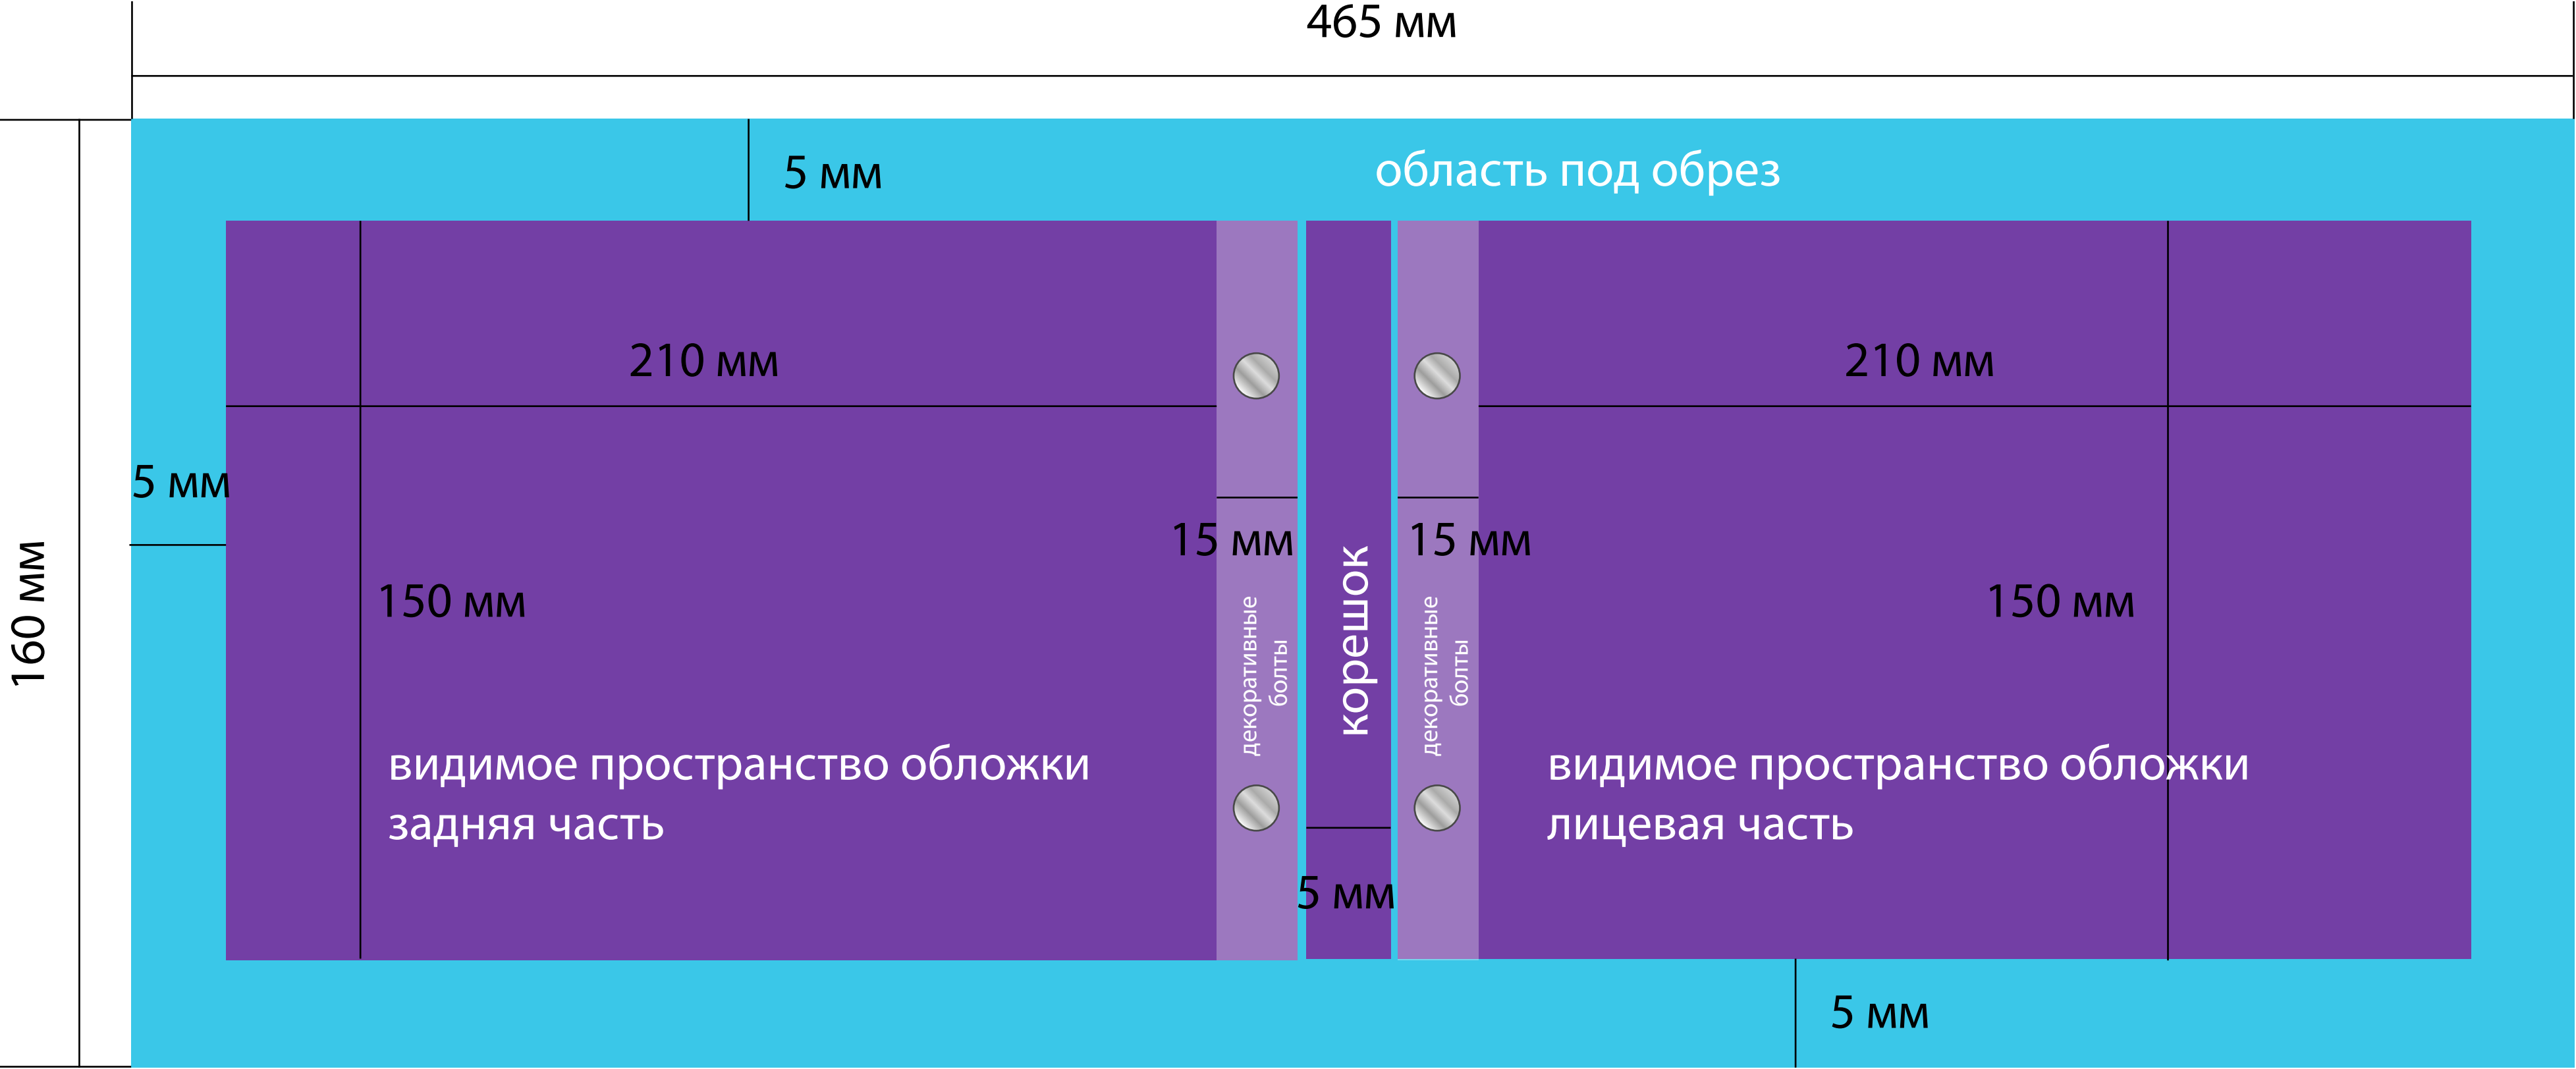 465 мм
5 мм
область под обрез
210 мм
210 мм
5 мм
15 мм
15 мм
160 мм
150 мм
150 мм
декоративные
болты
корешок
декоративные
болты
видимое пространство обложки
задняя часть
видимое пространство обложки
лицевая часть
5 мм
5 мм